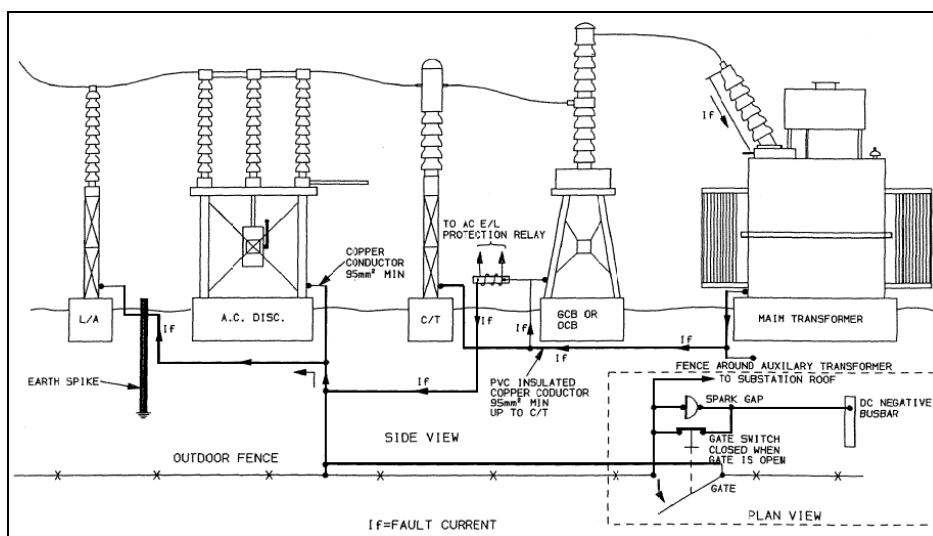 If
TO AC E/L
PROTECTION RELAY
COPPER
CONDUCTOR
95mm² MIN
L/A
A.C. DISC.
C/T
GCB OR
OCB
MAIM TRANSFORMER
If
If
If
If
If
If
EARTH SPIKE
If
PVC INSULATED
COPPER CODUCTOR
95mm² MIN
UP TO C/T
FENCE AROUND AUXILARY TRANSFORMER
TO SUBSTATION ROOF
SPARK GAP
DC NEGATIVE
BUSBAR
SIDE VIEW
GATE SWITCH
CLOSED WHEN
GATE IS OPEN
OUTDOOR FENCE
GATE
PLAN VIEW
If=FAULT CURRENT